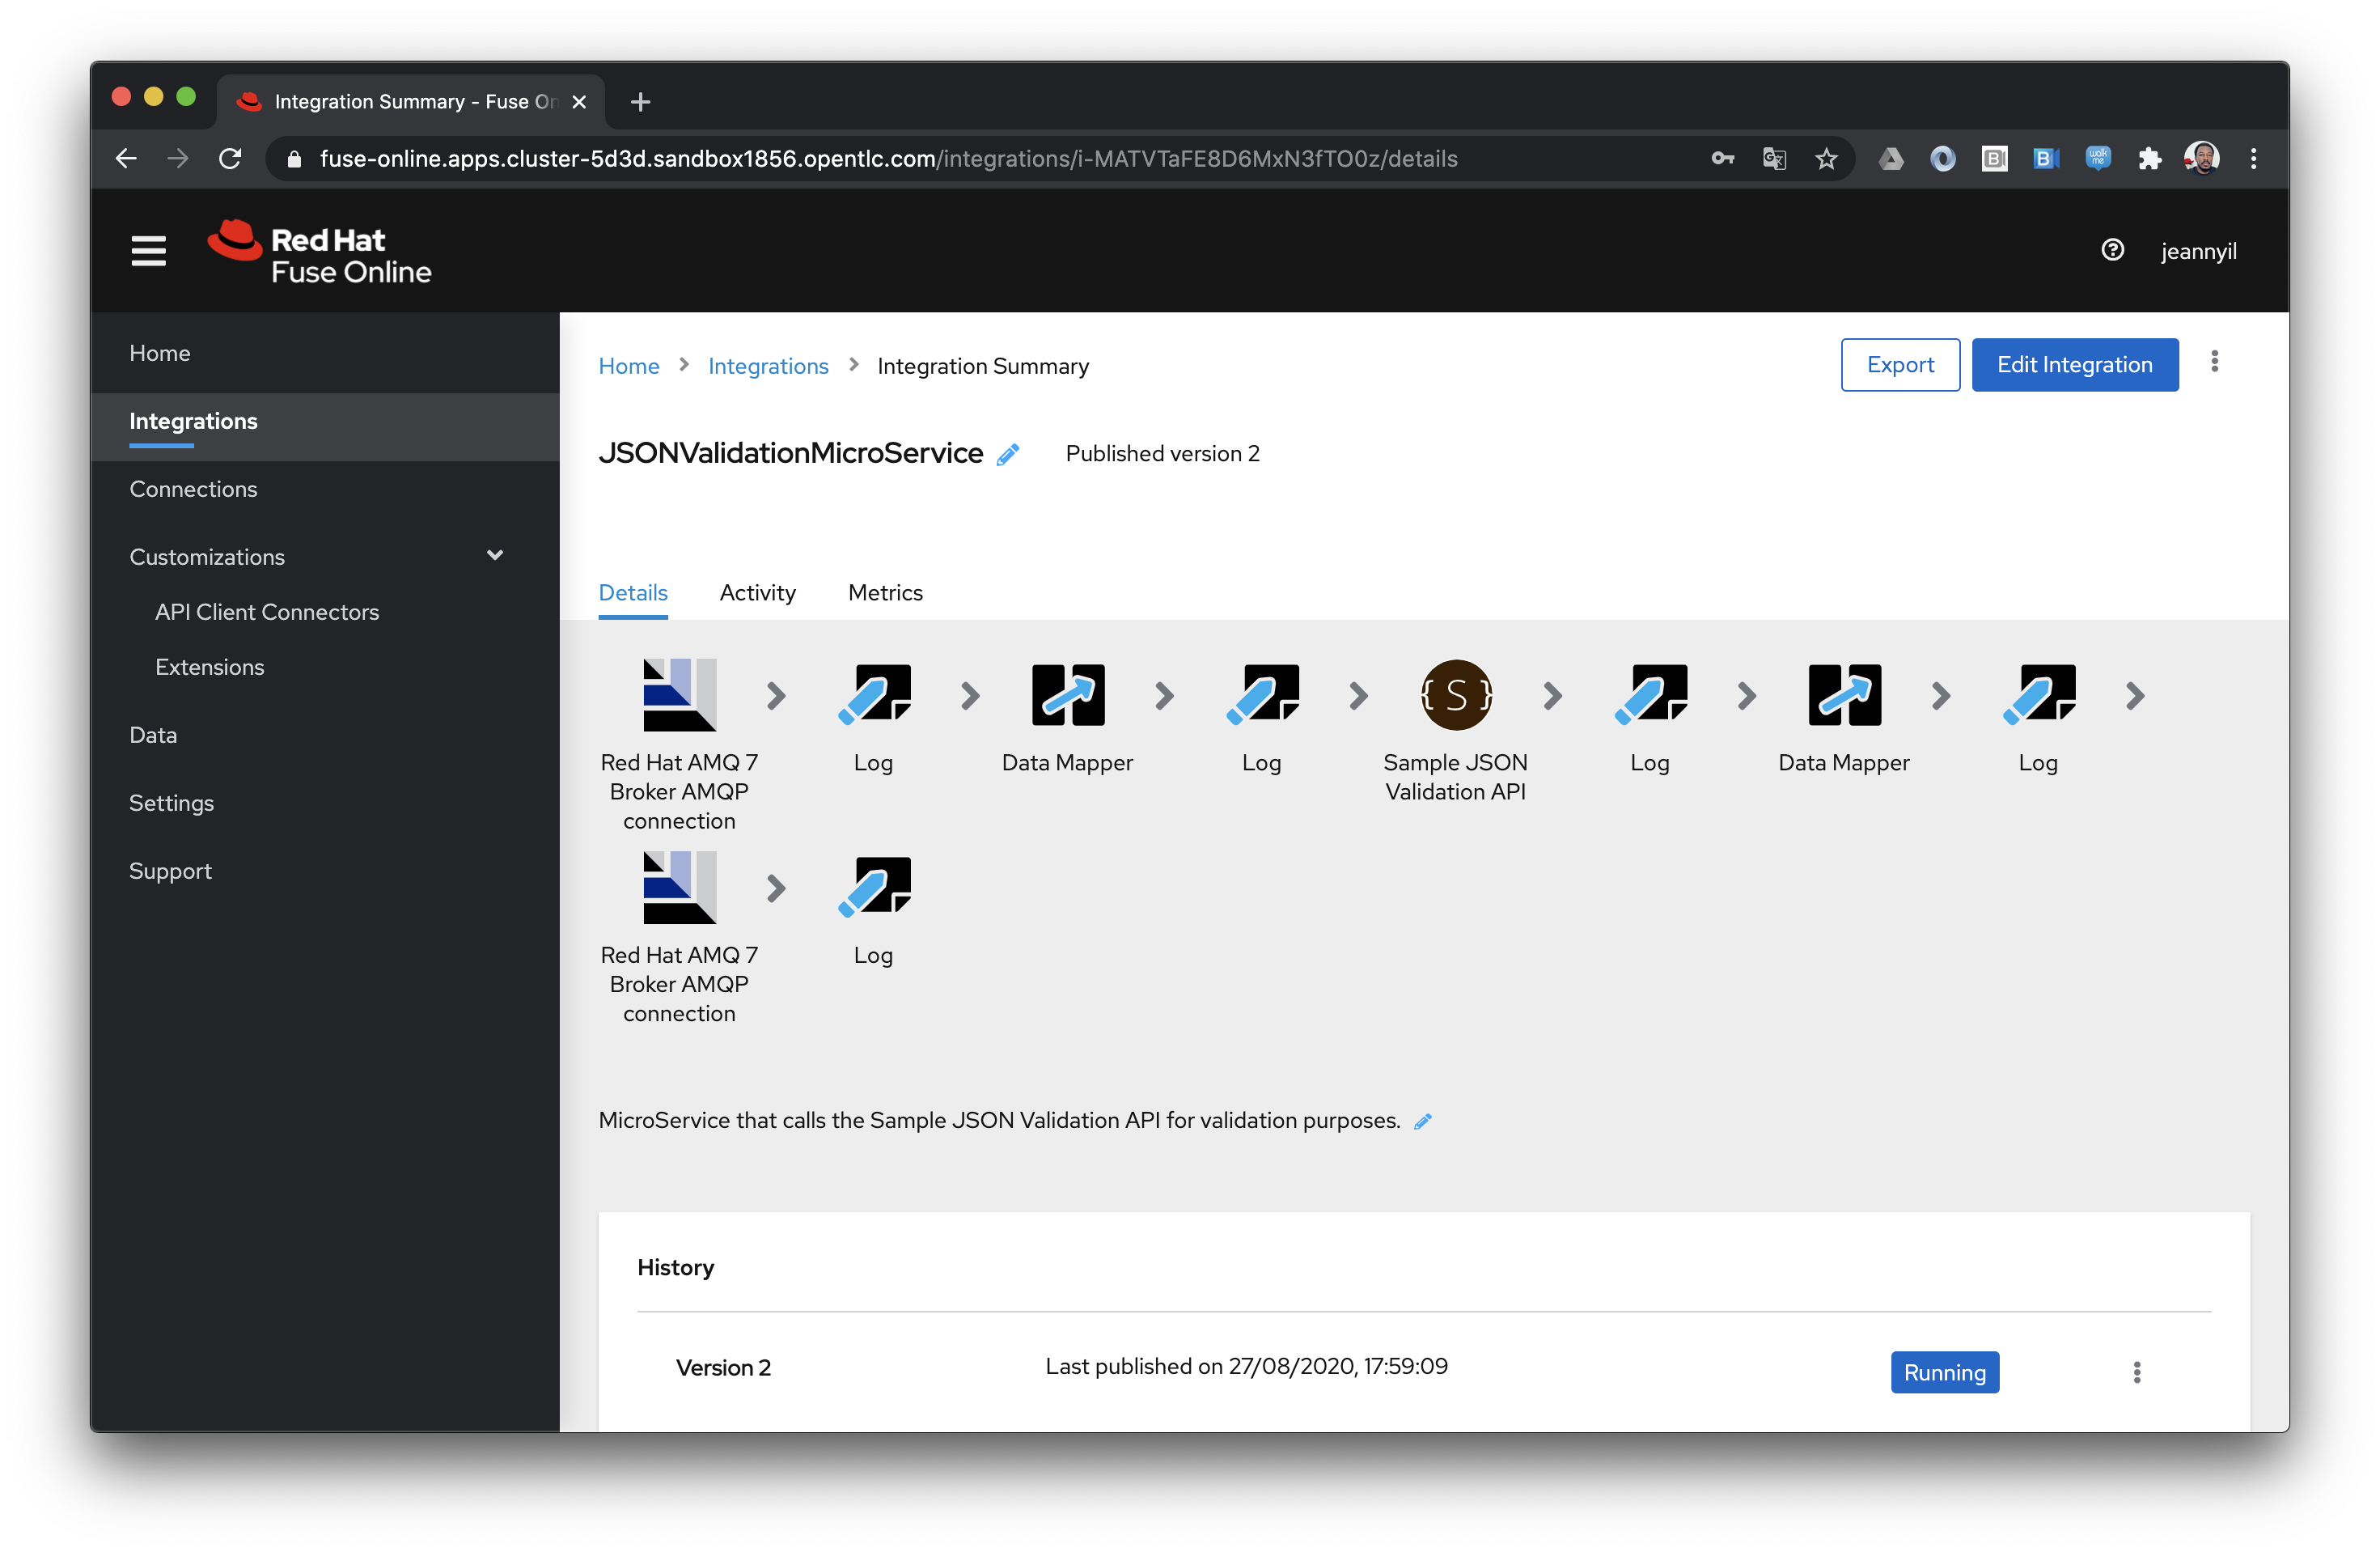 Integration Summary - Fuse On
fuse-online.apps.cluster-5d3d.sandbox1856.opentlc.com/integrations/i-MATVTaFE8D6MxN3fTO0z/details
Red Hat
Fuse Online
jeannyil
Home
Integrations
Connections
Customizations
API Client Connectors
Extensions
Data
Settings
Support
Home > Integrations > Integration Summary
Export
Edit Integration
JSONValidationMicroService
Published version 2
Details
Activity
Metrics
Red Hat AMQ 7
Broker AMQP
connection
Log
Data Mapper
Log
{S}
Sample JSON
Validation API
Log
Data Mapper
Log
Red Hat AMQ 7
Broker AMQP
connection
Log
MicroService that calls the Sample JSON Validation API for validation purposes.
History
Version 2
Last published on 27/08/2020, 17:59:09
Running